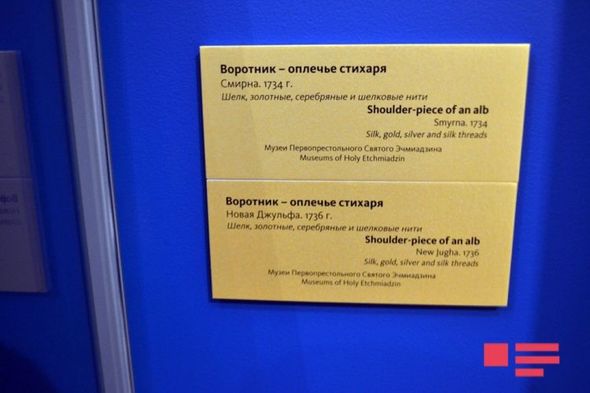 Воротник – оплечье стихаря
Смирна. 1734 г.
Шелк, золотные, серебряные и шелковые нити
Shoulder-piece of an alb
Smyrna. 1734
Silk, gold, silver and silk threads
Музеи Первопрестольного Святого Эчмиадзина
Museums of Holy Etchmiadzin
Воротник – оплечье стихаря
Новая Джульфа. 1736 г.
Шелк, золотные, серебряные и шелковые нити
Shoulder-piece of an alb
New Jugha. 1736
Silk, gold, silver and silk threads
Музеи Первопрестольного Святого Эчмиадзина
Museums of Holy Etchmiadzin